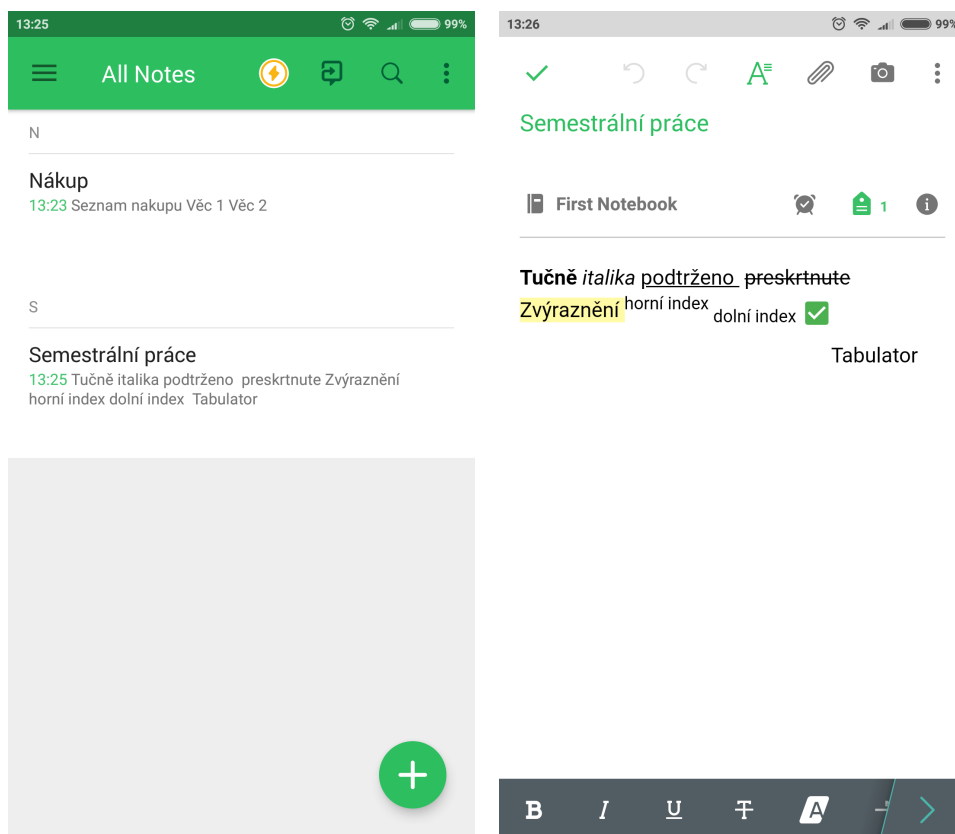 13:25
99%
All Notes
N
Nákup
13:23 Seznam nakupu Věc 1 Věc 2
S
Semestrální práce
13:25 Tučně italika podtrženo  preskrtnute Zvýraznění
horní index dolní index  Tabulator
13:26
99%
Semestrální práce
First Notebook
1
Tučně italika podtrženo  preskrtnute
Zvýraznění horní index dolní index
Tabulator
B I U T A